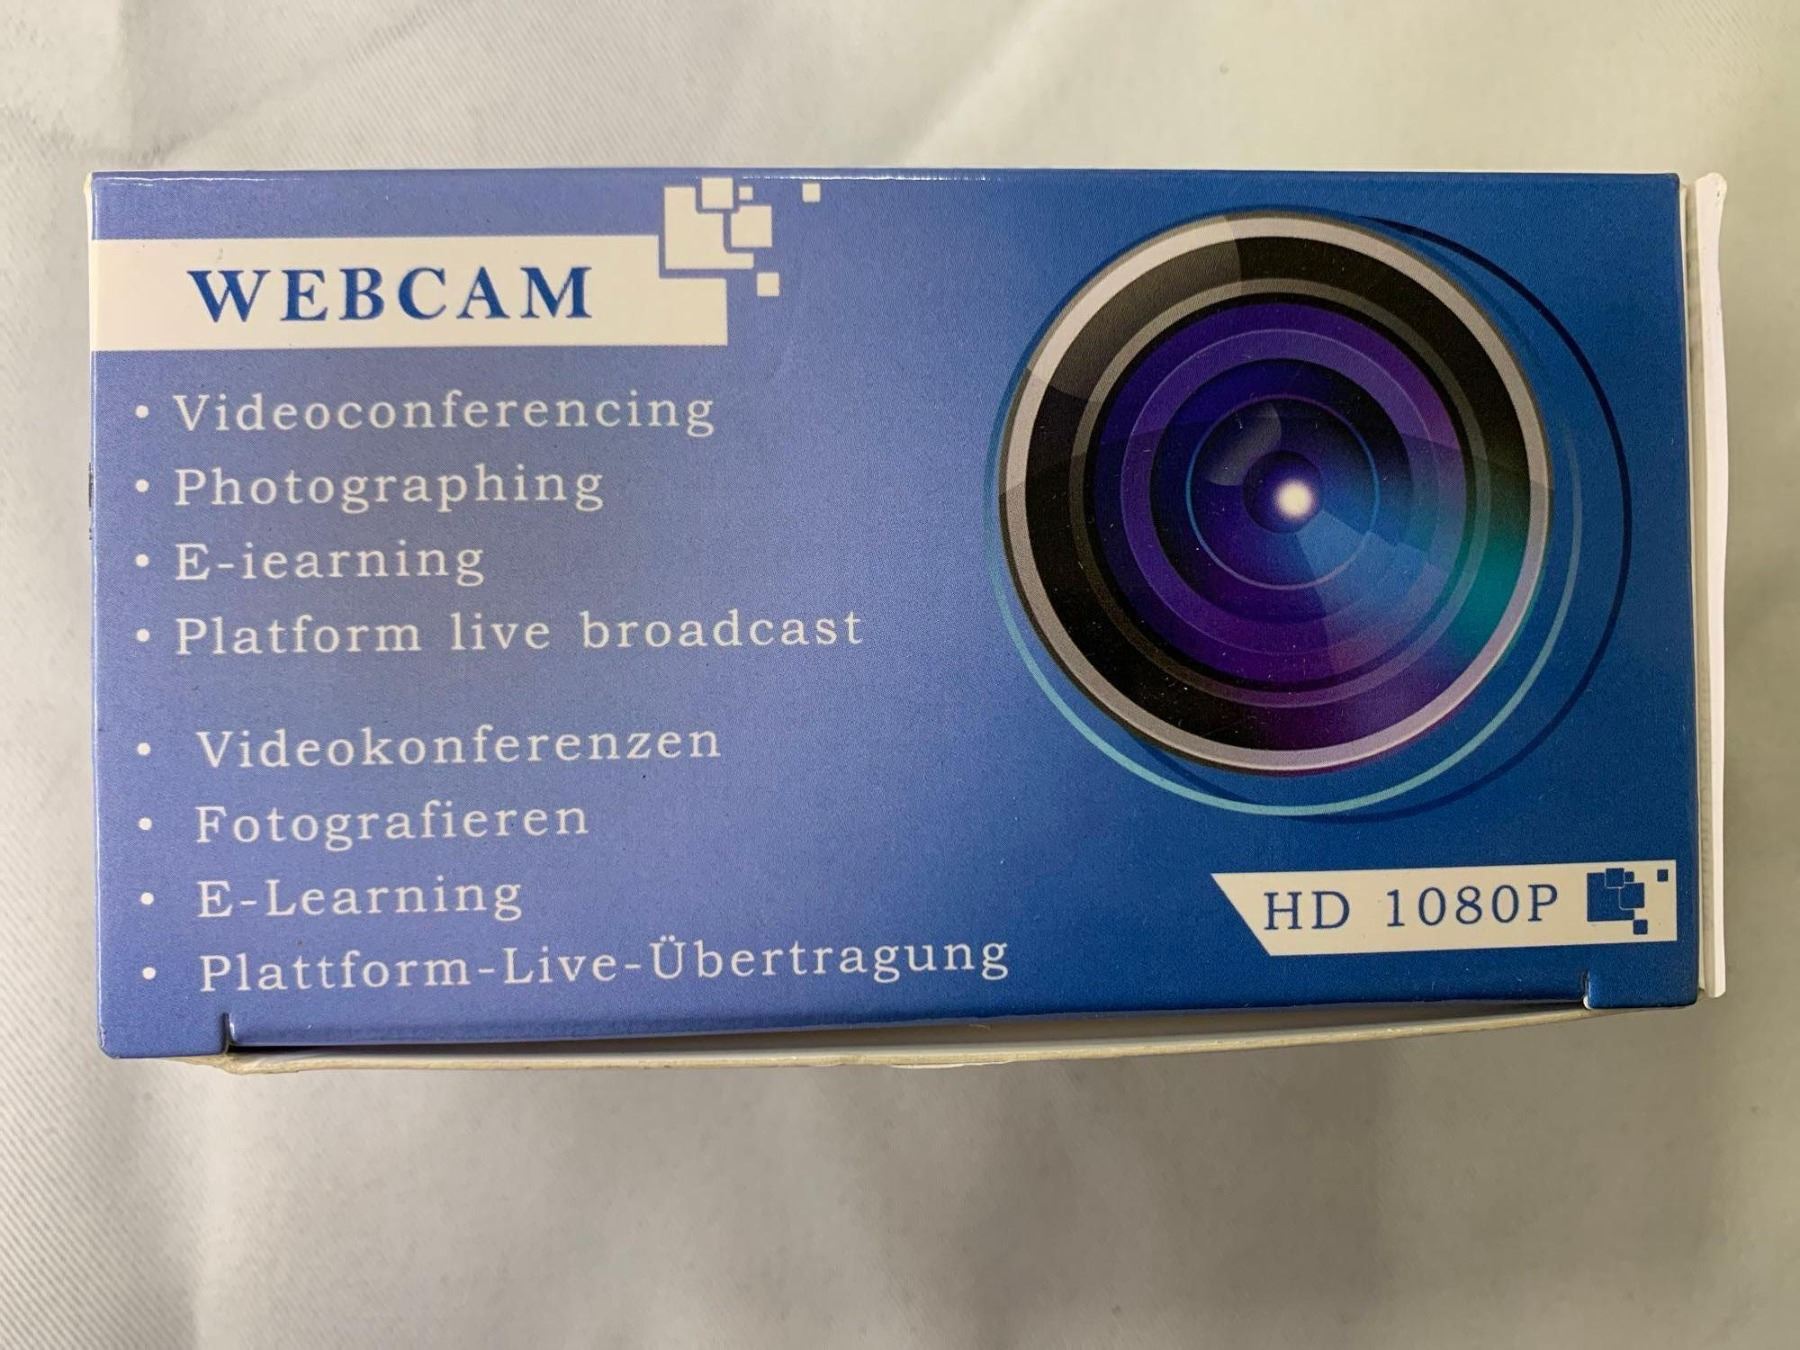 WEBCAM
• Videoconferencing
• Photographing
• E-iearning
• Platform live broadcast
• Videokonferenzen
• Fotografieren
• E-Learning
• Plattform-Live-Übertragung
HD 1080P